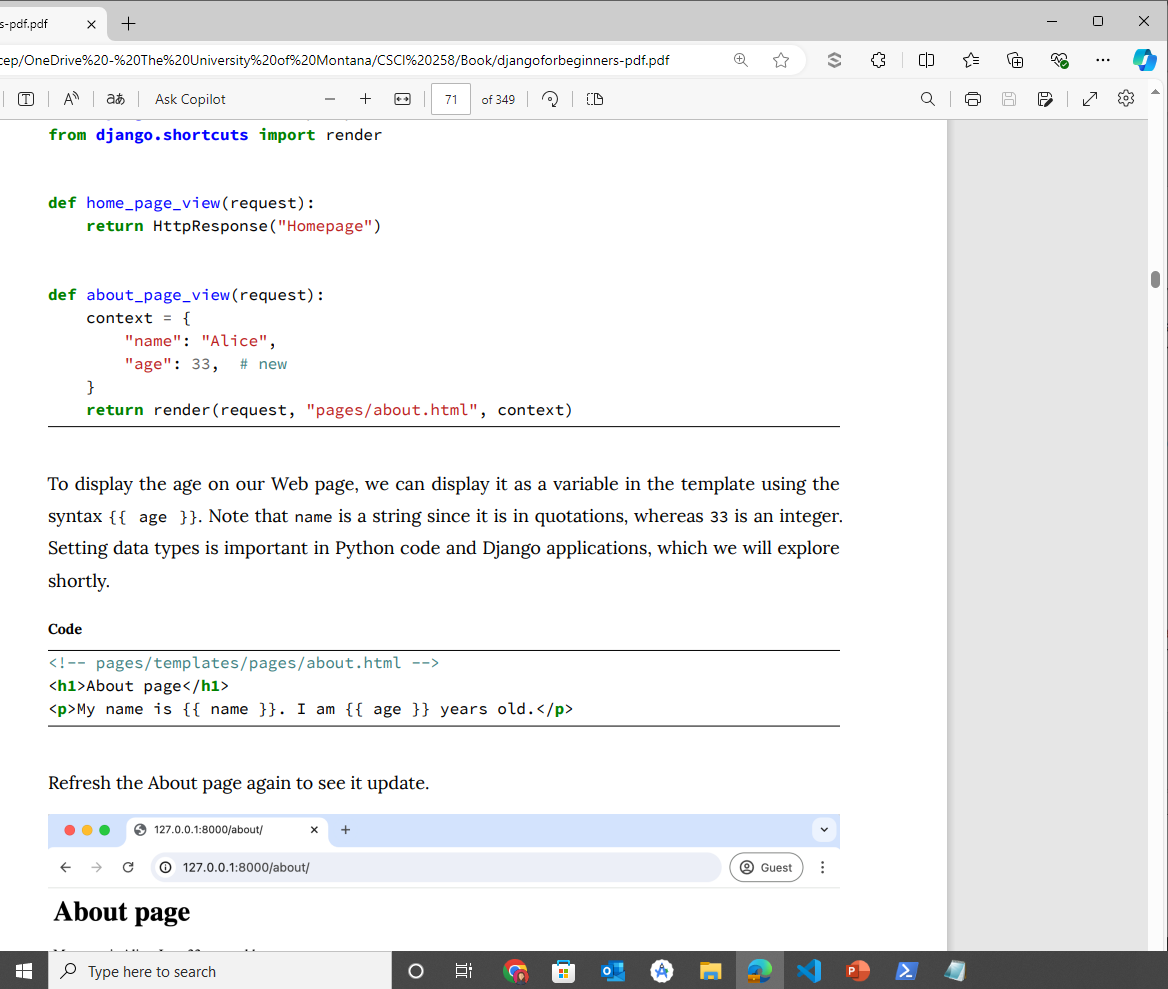 s-pdf.pdf
cep/OneDrive%20-%20The%20University%20of%20Montana/CSCI%20258/Book/djangoforbeginners-pdf.pdf
Ask Copilot
71 of 349
from django.shortcuts import render
def home_page_view(request):
    return HttpResponse("Homepage")
def about_page_view(request):
    context = {
        "name": "Alice",
        "age": 33,  # new
    }
    return render(request, "pages/about.html", context)
To display the age on our Web page, we can display it as a variable in the template using the
syntax {{ age }}. Note that name is a string since it is in quotations, whereas 33 is an integer.
Setting data types is important in Python code and Django applications, which we will explore
shortly.
Code
<!-- pages/templates/pages/about.html -->
<h1>About page</h1>
<p>My name is {{ name }}. I am {{ age }} years old.</p>
Refresh the About page again to see it update.
127.0.0.1:8000/about/
127.0.0.1:8000/about/
Guest
About page
Type here to search